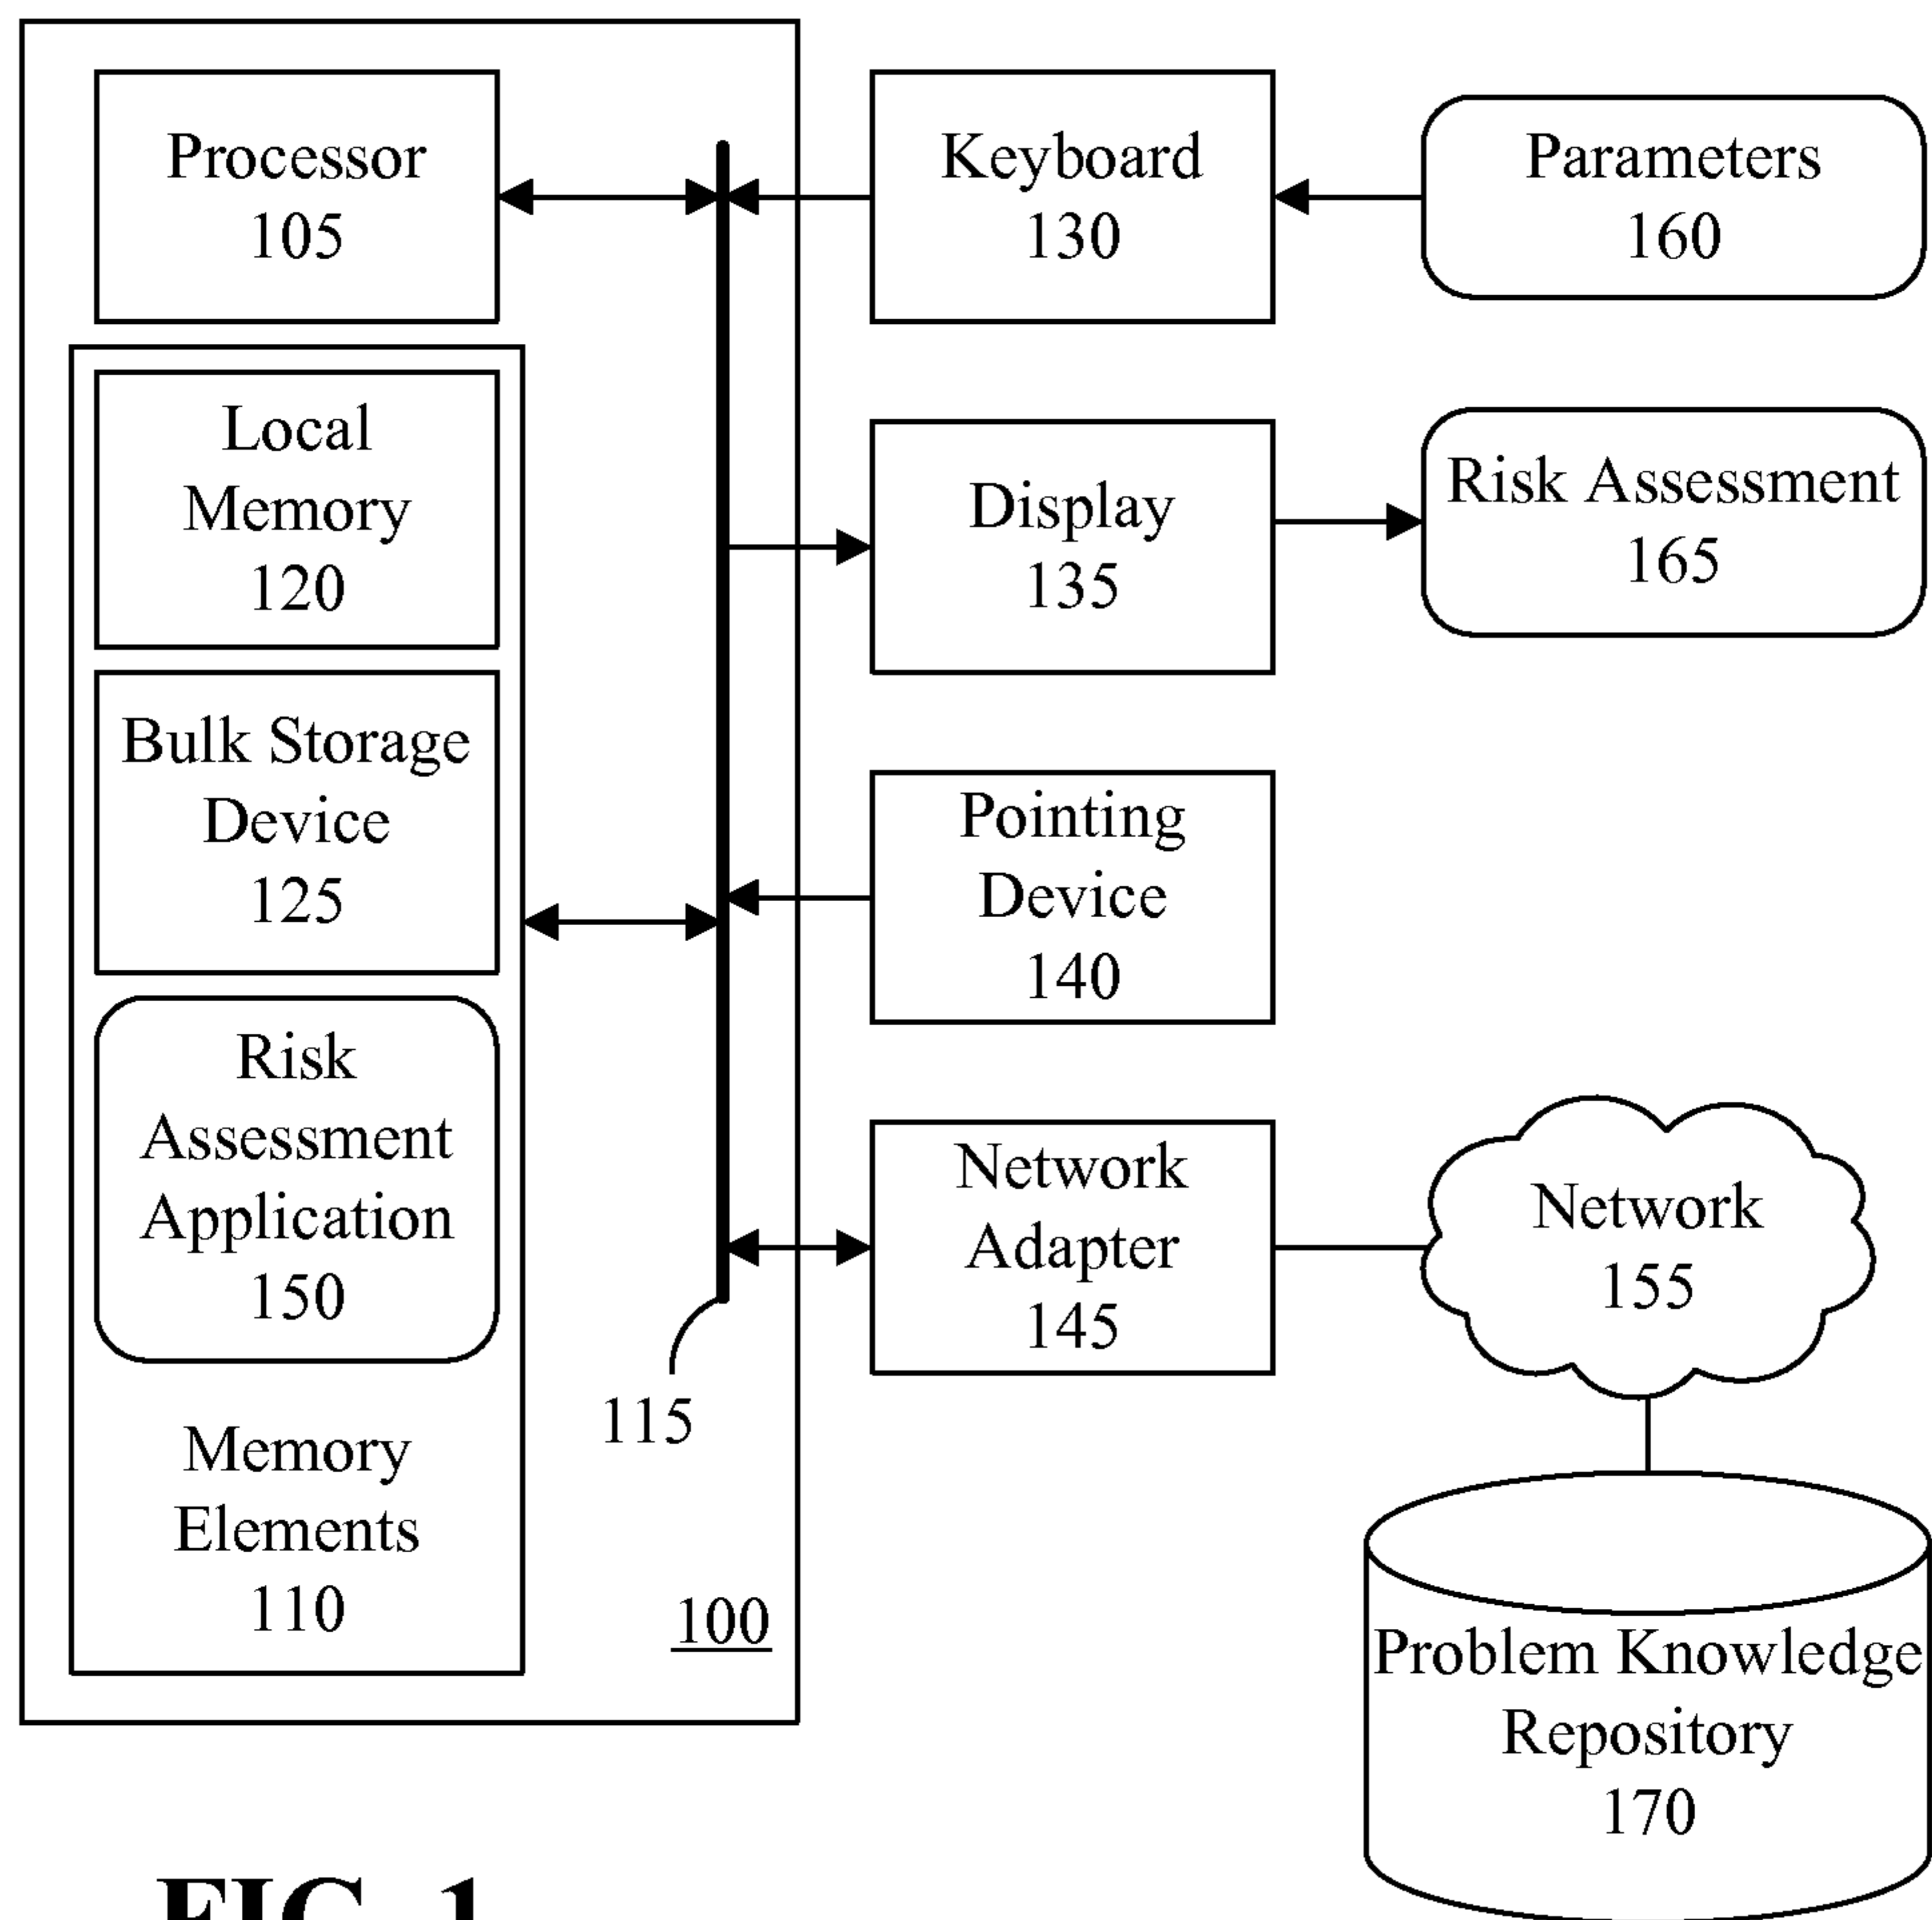 Processor
105
Local
Memory
120
Bulk Storage
Device
125
Risk
Assessment
Application
150
Memory
Elements
110
115
100
Keyboard
130
Display
135
Pointing
Device
140
Network
Adapter
145
Parameters
160
Risk Assessment
165
Network
155
Problem Knowledge
Repository
170
FIG. 1